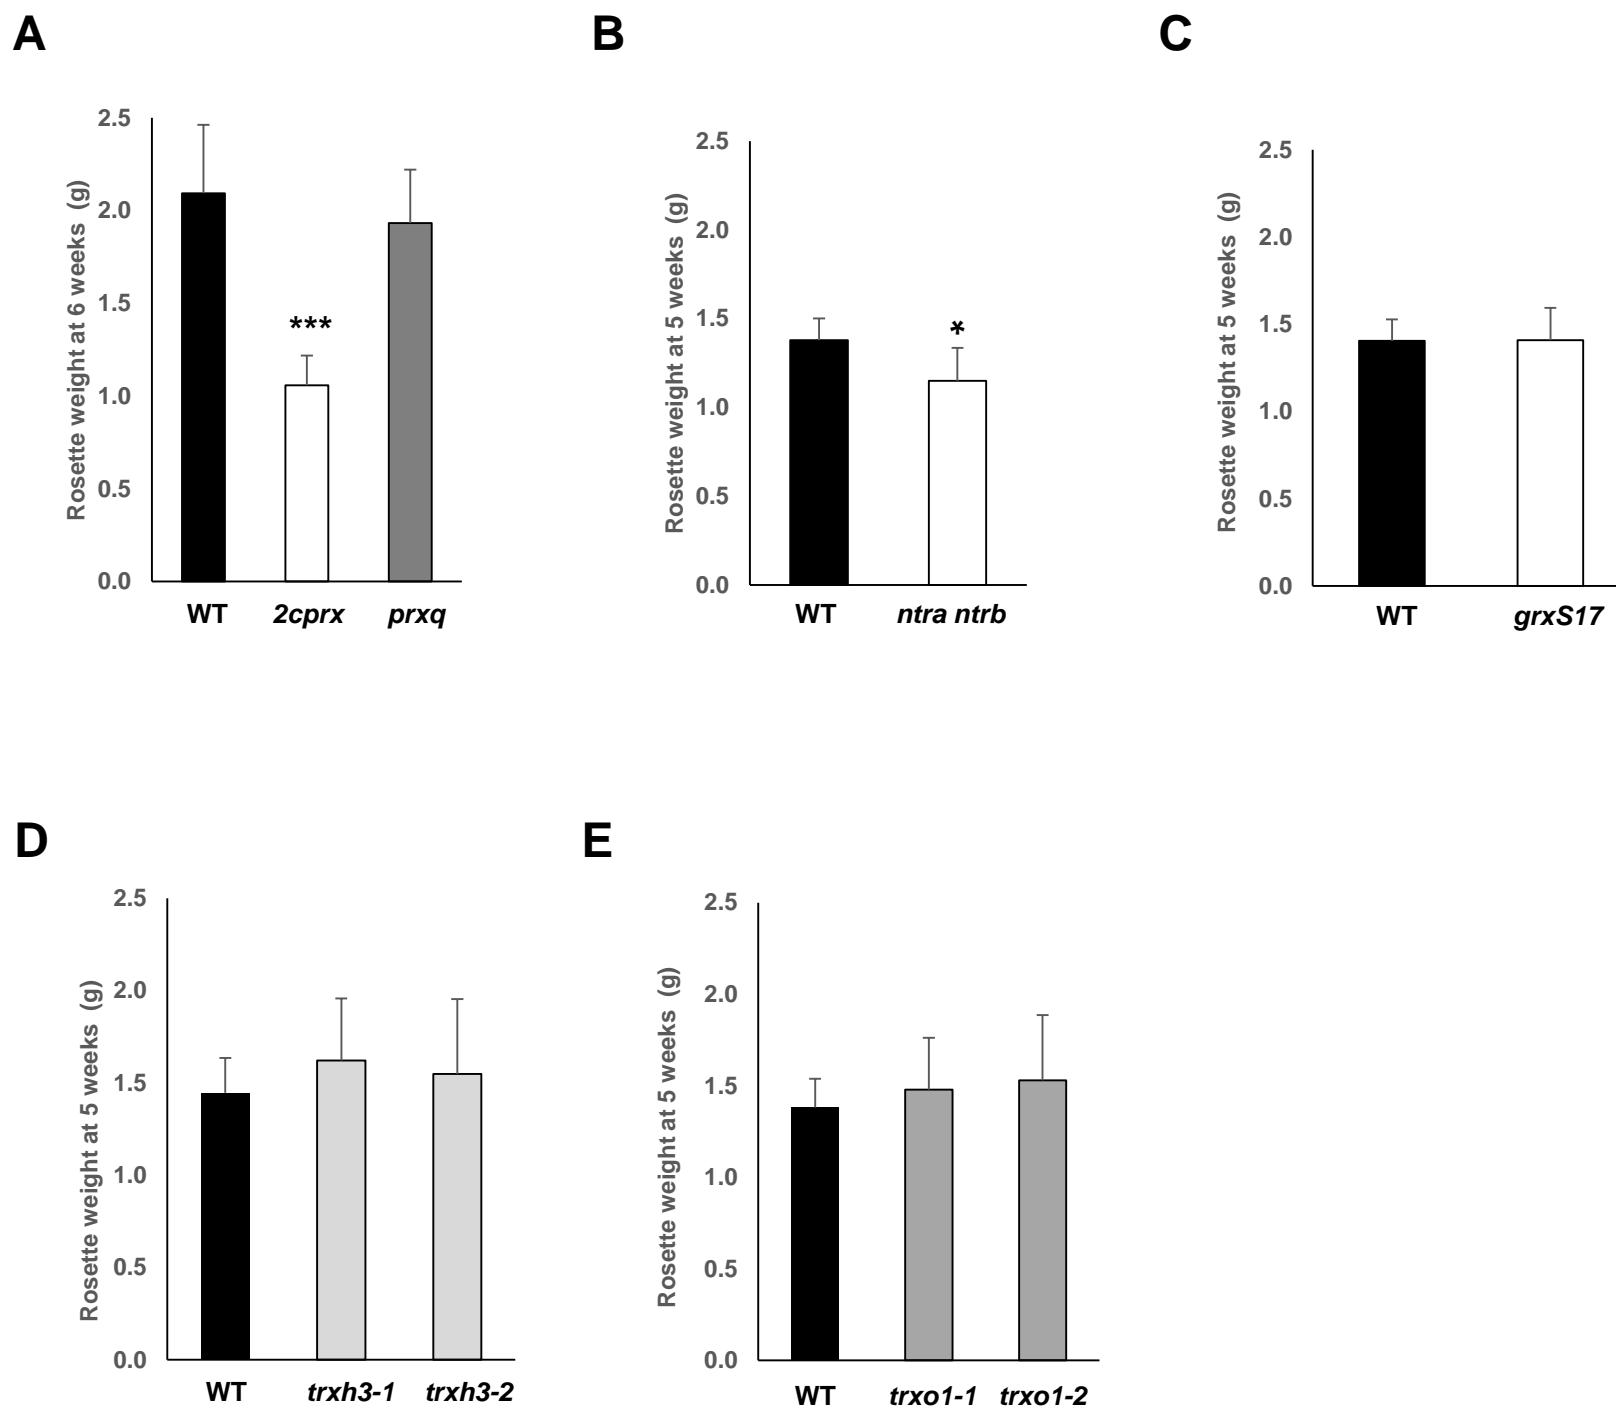 A
B
C
Rosette weight at 6 weeks (g)
2.5
2.0
1.5
1.0
0.5
0.0
***
WT 2cprx prxq
Rosette weight at 5 weeks (g)
2.5
2.0
1.5
1.0
0.5
0.0
*
WT ntra ntrb
Rosette weight at 5 weeks (g)
2.5
2.0
1.5
1.0
0.5
0.0
WT grxS17
D
E
Rosette weight at 5 weeks (g)
2.5
2.0
1.5
1.0
0.5
0.0
WT trxh3-1 trxh3-2
Rosette weight at 5 weeks (g)
2.5
2.0
1.5
1.0
0.5
0.0
WT trxo1-1 trxo1-2